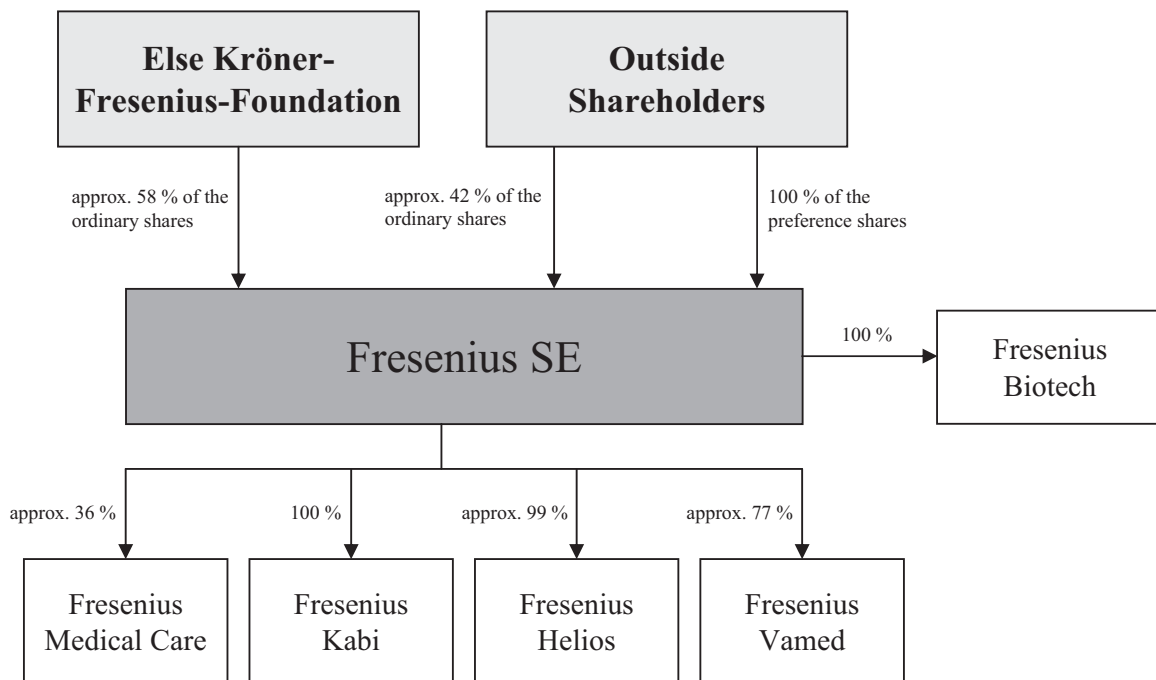 Else Kröner-
Fresenius-Foundation
Outside
Shareholders
approx. 58 % of the
ordinary shares
approx. 42 % of the
ordinary shares
100 % of the
preference shares
Fresenius SE
100 %
Fresenius
Biotech
approx. 36 %
100 %
approx. 99 %
approx. 77 %
Fresenius
Medical Care
Fresenius
Kabi
Fresenius
Helios
Fresenius
Vamed